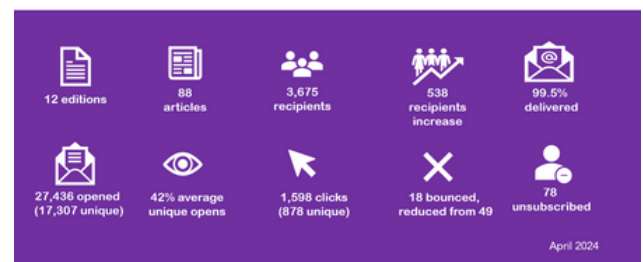 12 editions
88
articles
3,675
recipients
538
recipients
increase
@
99.5%
delivered
27,436 opened
(17,307 unique)
42% average
unique opens
1,598 clicks
(878 unique)
18 bounced,
reduced from 49
78
unsubscribed
April 2024